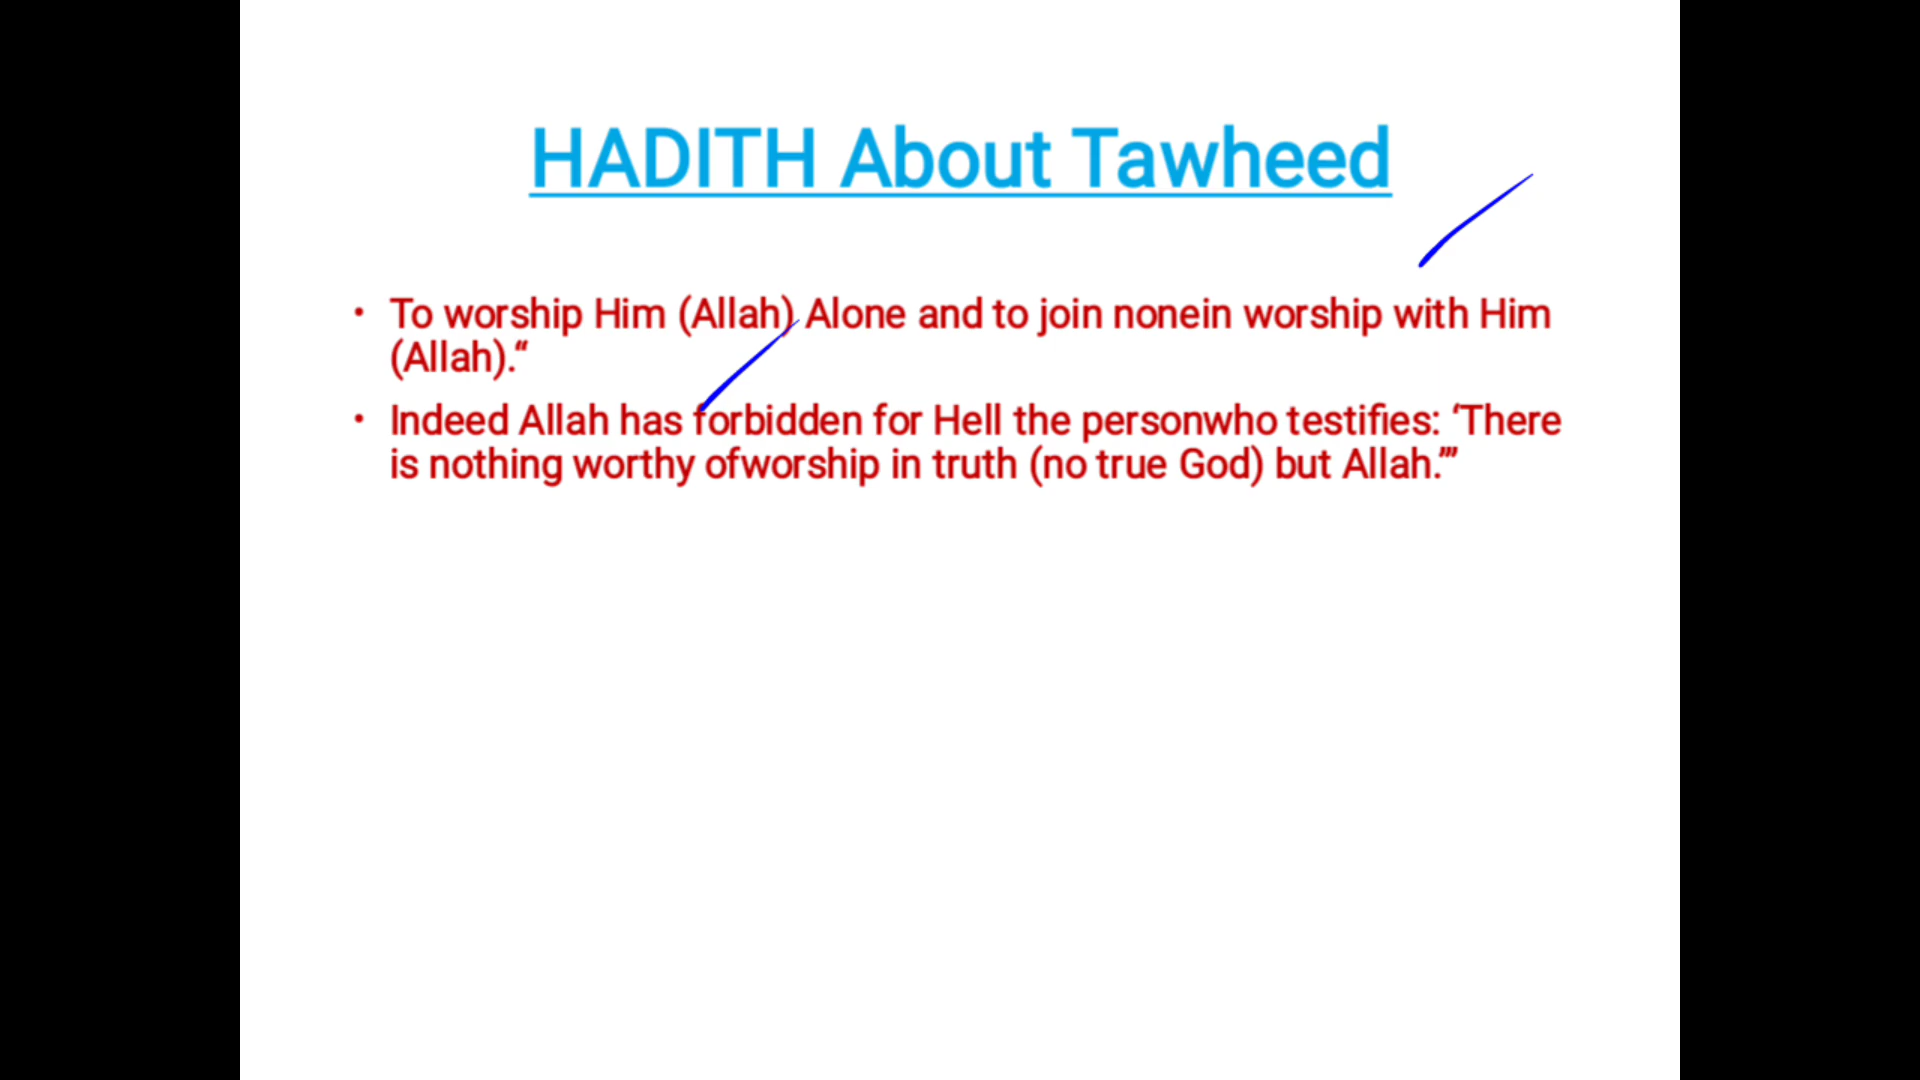 HADITH About Tawheed
• To worship Him (Allah) Alone and to join nonein worship with Him
(Allah).“
• Indeed Allah has forbidden for Hell the personwho testifies: ‘There
is nothing worthy ofworship in truth (no true God) but Allah.”’